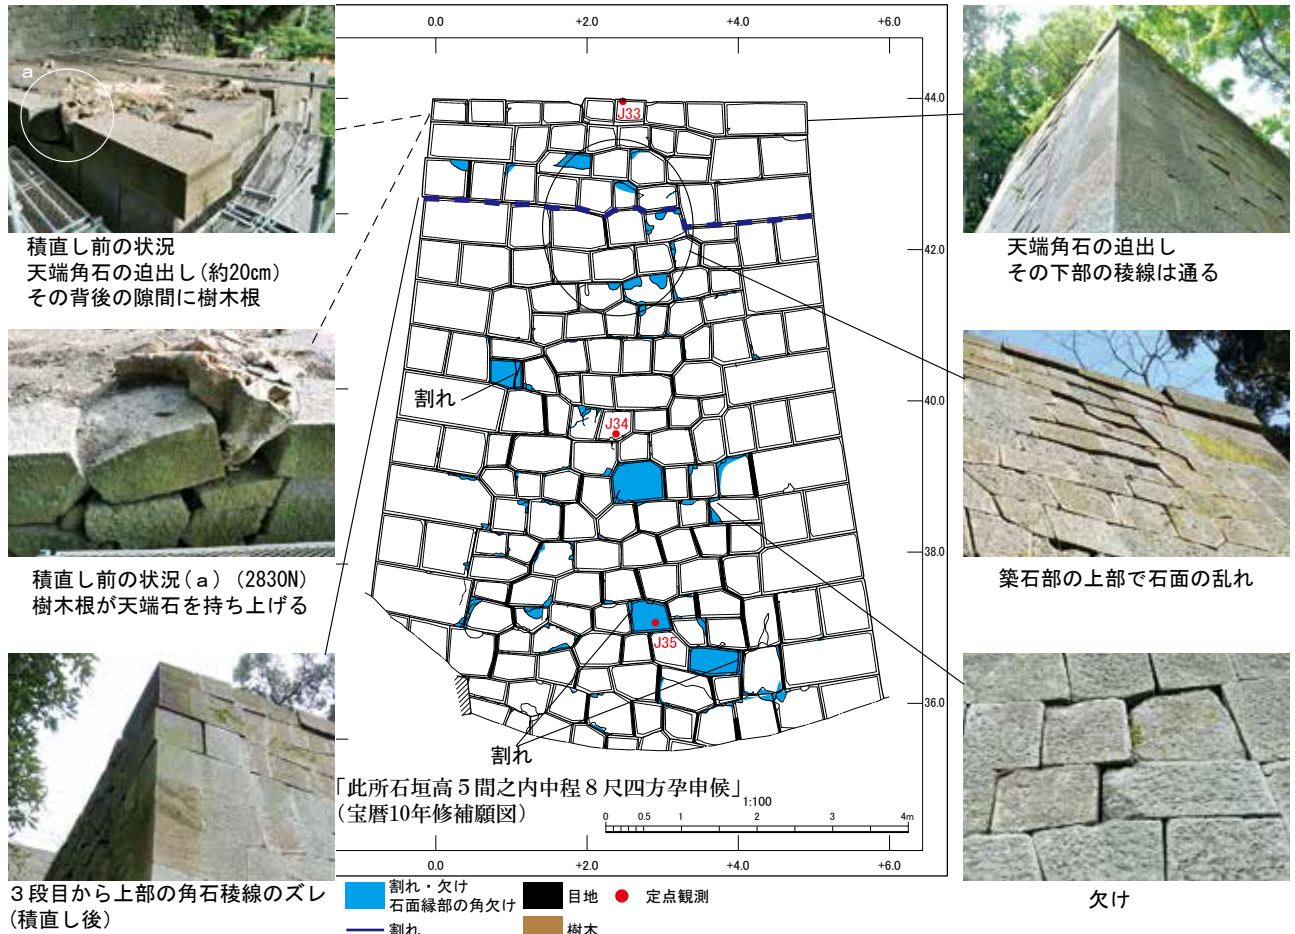 a
積直し前の状況
天端角石の迫出し(約20㎝)
その背後の隙間に樹木根
積直し前の状況(a) (2830N)
樹木根が天端石を持ち上げる
3段目から上部の角石稜線のズレ
(積直し後)
0.0 +2.0 +4.0 +6.0
44.0
42.0
40.0
38.0
36.0
J33
割れ
J34
J35
割れ
「此所石垣高5間之内中程8尺四方孕申候」
(宝暦10年修補願図)
1:100
0 0.5 1 2 3 4m
0.0 +2.0 +4.0 +6.0
割れ・欠け
石面縁部の角欠け
目地
定点観測
割れ
樹木
天端角石の迫出し
その下部の稜線は通る
築石部の上部で石面の乱れ
欠け